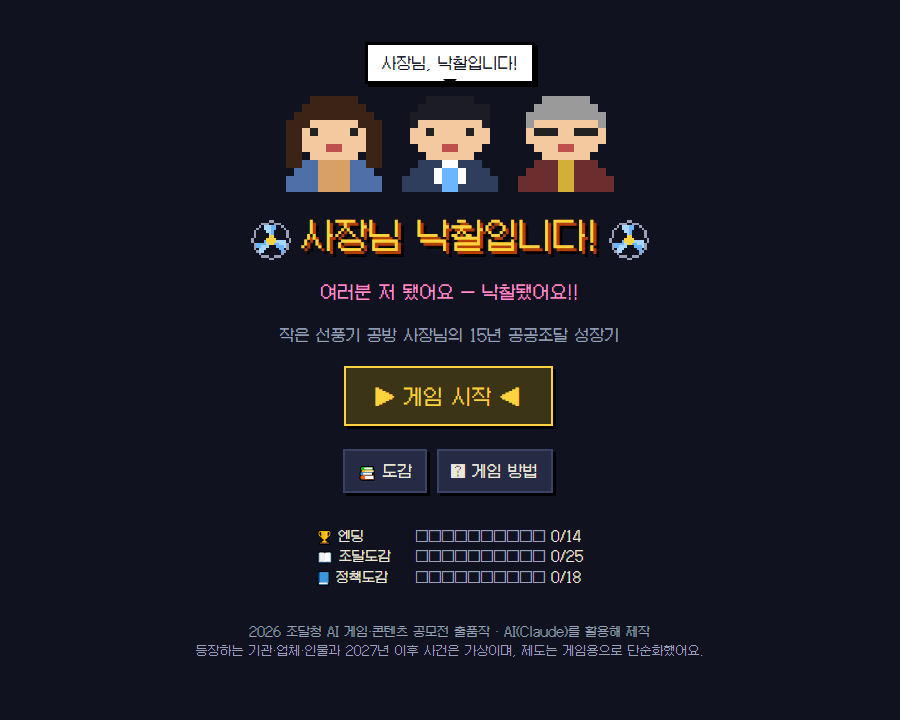 사장님, 낙찰입니다!
사장님 낙찰입니다!
여러분 저 됐어요 — 낙찰됐어요!!
작은 선풍기 공방 사장님의 15년 공공조달 성장기
▶ 게임 시작 ◀
도감
? 게임 방법
엔딩 □□□□□□□□□□ 0/14
조달도감 □□□□□□□□□□ 0/25
정책도감 □□□□□□□□□□ 0/18
2026 조달청 AI 게임·콘텐츠 공모전 출품작 · AI(Claude)를 활용해 제작
등장하는 기관·업체·인물과 2027년 이후 사건은 가상이며, 제도는 게임용으로 단순화했어요.